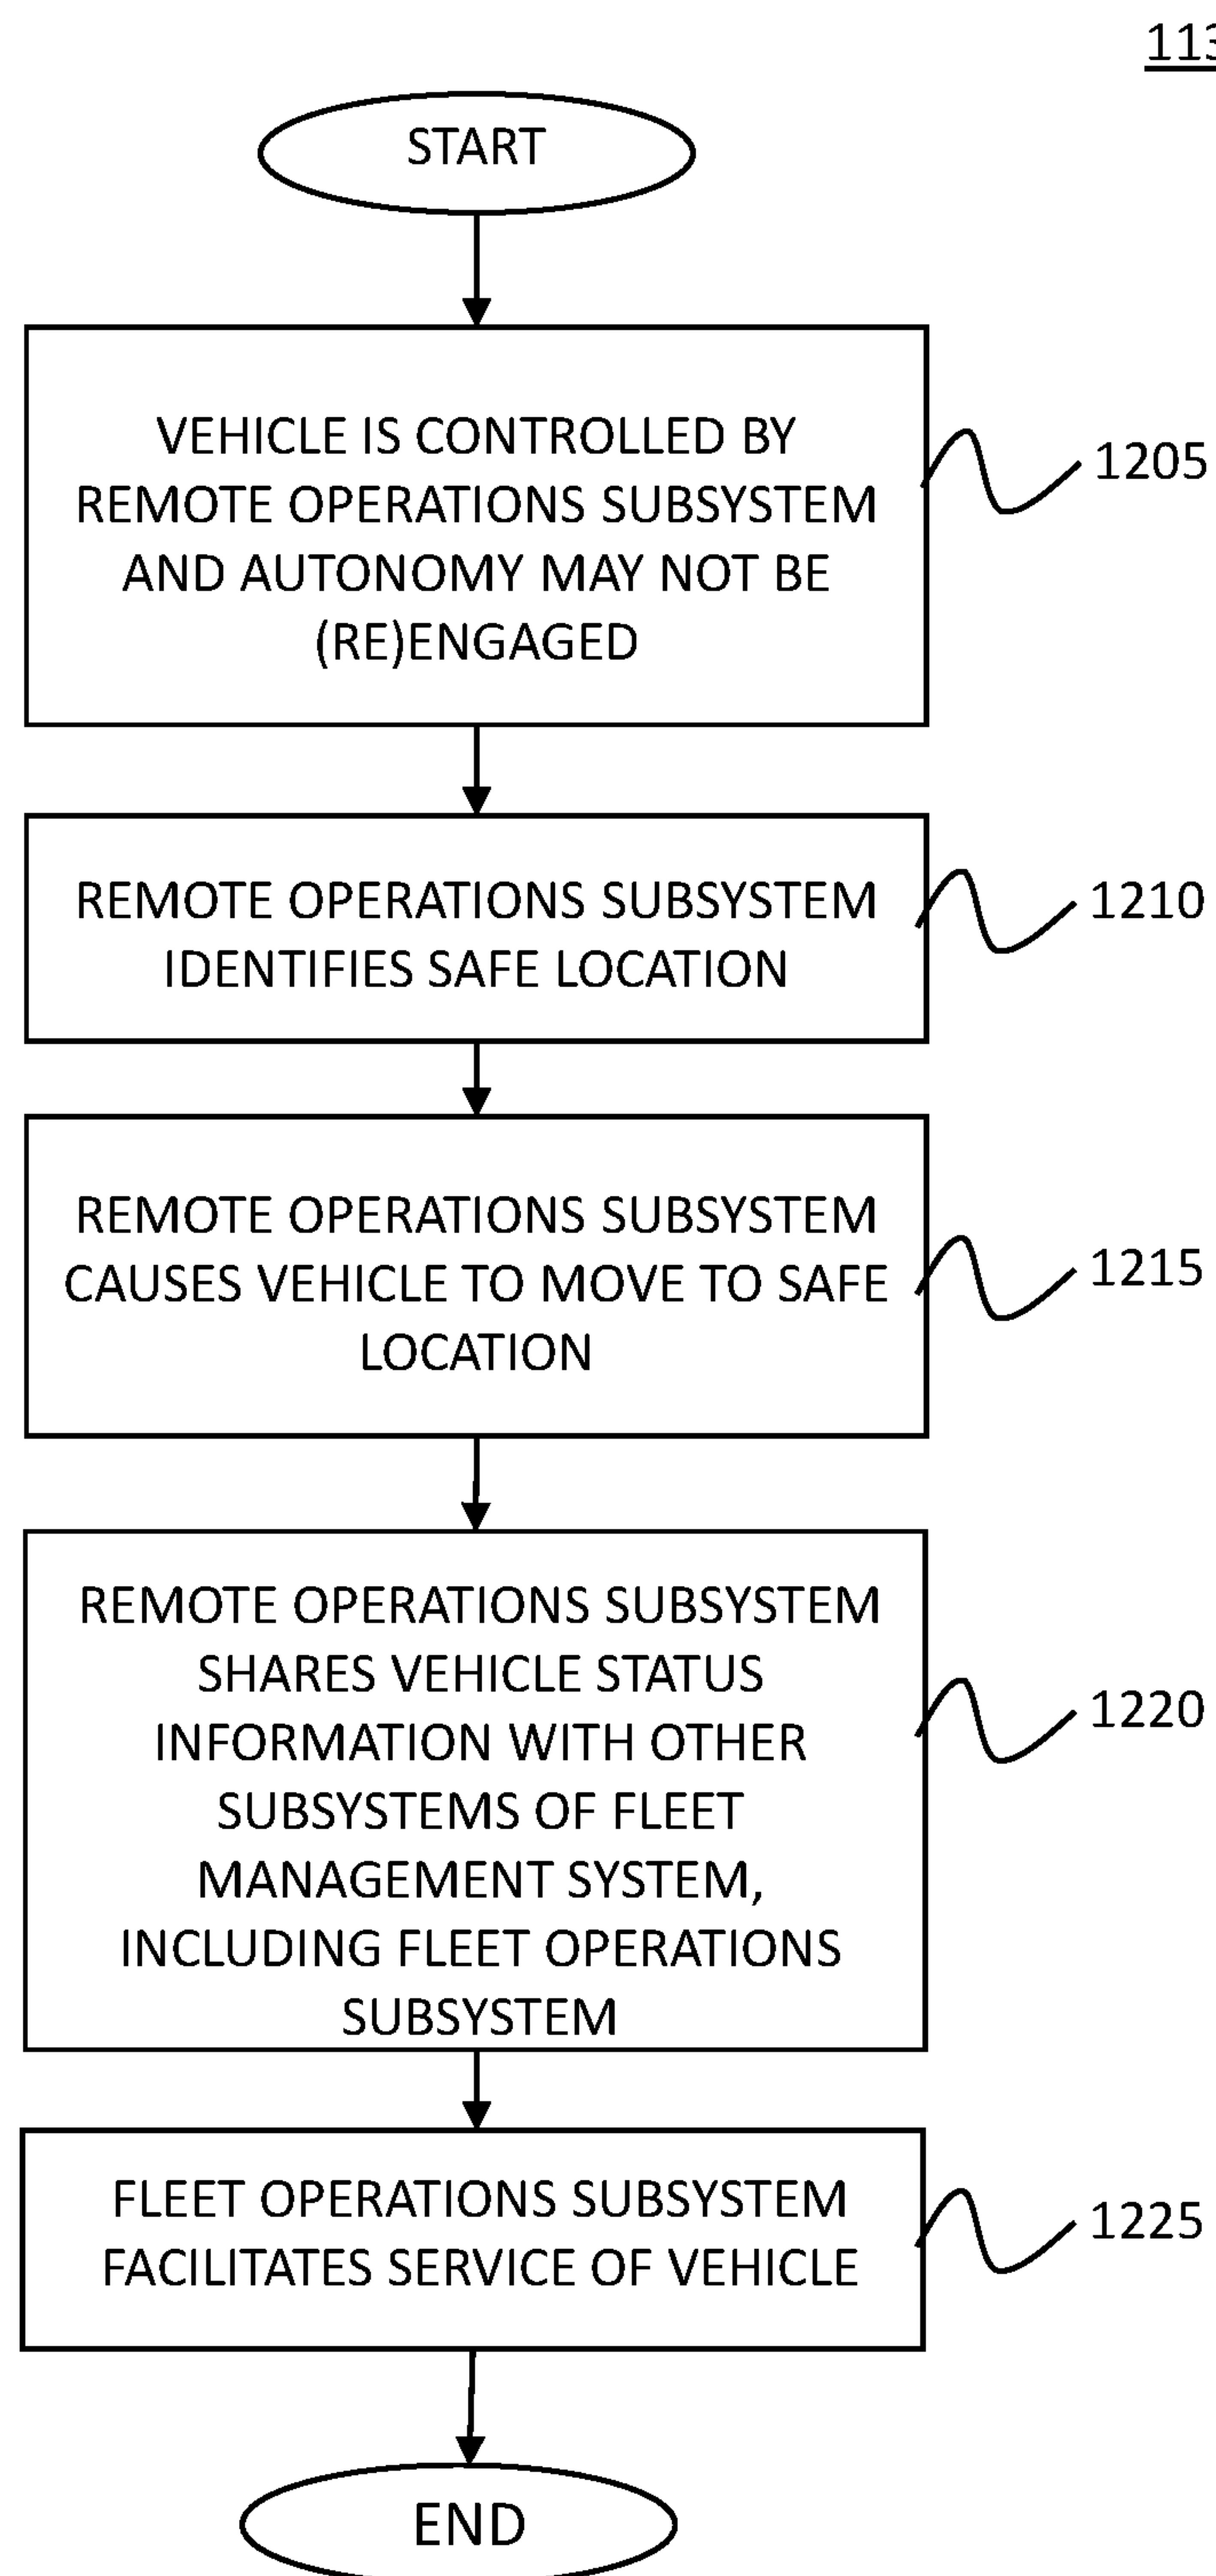 START
VEHICLE IS CONTROLLED BY
REMOTE OPERATIONS SUBSYSTEM
AND AUTONOMY MAY NOT BE
(RE)ENGAGED
1205
REMOTE OPERATIONS SUBSYSTEM
IDENTIFIES SAFE LOCATION
1210
REMOTE OPERATIONS SUBSYSTEM
CAUSES VEHICLE TO MOVE TO SAFE
LOCATION
1215
REMOTE OPERATIONS SUBSYSTEM
SHARES VEHICLE STATUS
INFORMATION WITH OTHER
SUBSYSTEMS OF FLEET
MANAGEMENT SYSTEM,
INCLUDING FLEET OPERATIONS
SUBSYSTEM
1220
FLEET OPERATIONS SUBSYSTEM
FACILITATES SERVICE OF VEHICLE
1225
END